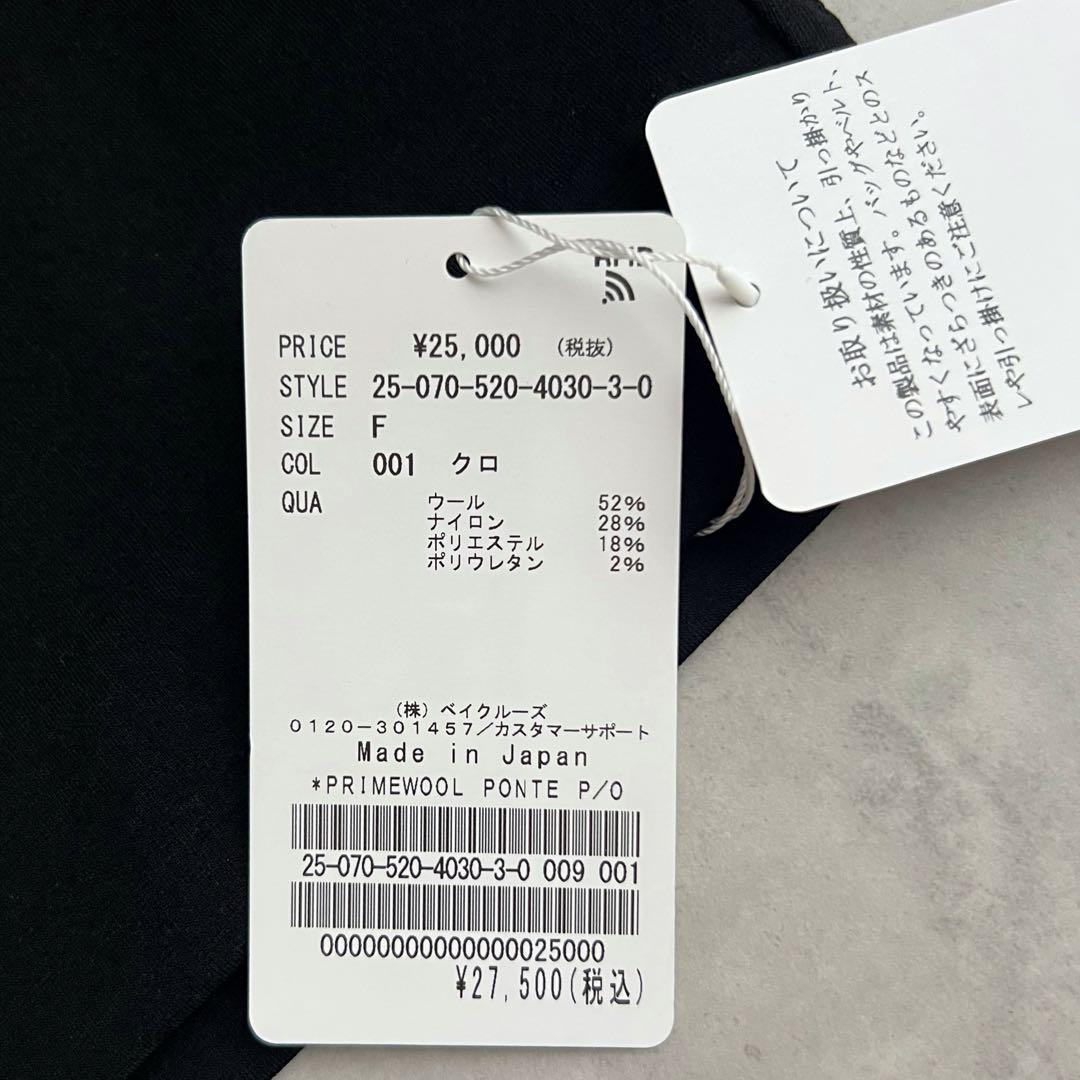 RFID
PRICE ¥25,000 (税抜)
STYLE 25-070-520-4030-3-0
SIZE F
COL 001 クロ
QUA ウール 52%
ナイロン 28%
ポリエステル 18%
ポリウレタン 2%
(株) ベイクルーズ
0120-301457/カスタマーサポート
Made in Japan
*PRIMEWOOL PONTE P/O
25-070-520-4030-3-0 009 001
00000000000000025000
¥27,500(税込)
お取り扱いについて
この製品は素材の性質上、引っ掛かり
やすくなっています。バッグやベルト、
表面にざらつきのあるものなどとのス
レや引っ掛けにご注意ください。